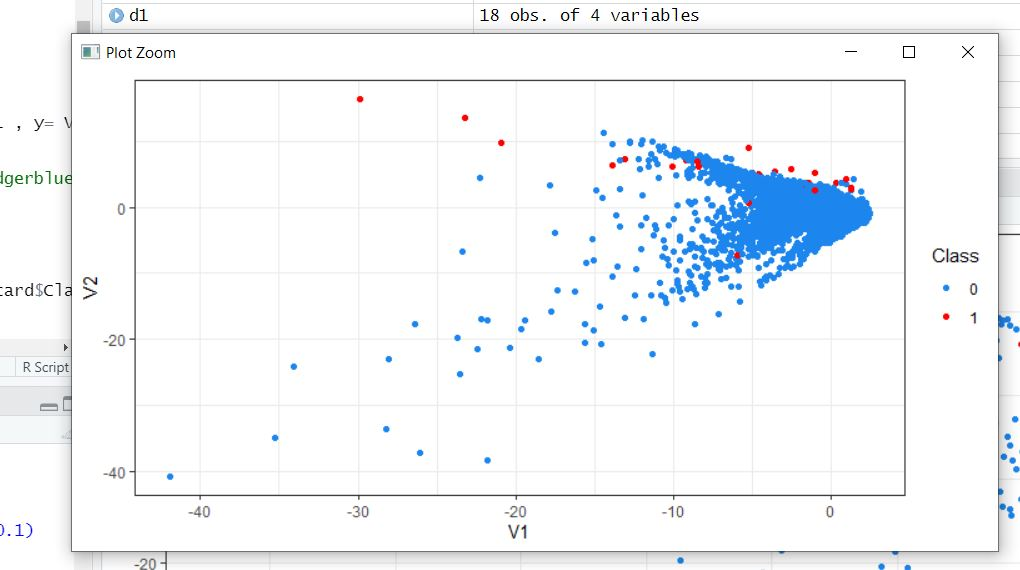 d1 18 obs. of 4 variables
Plot Zoom
, y=
dgerblue
card$Cla
R Script
0.1)
0
-20
-40
V2
-40 -30 -20 -10 0
V1
Class
0
1
-20